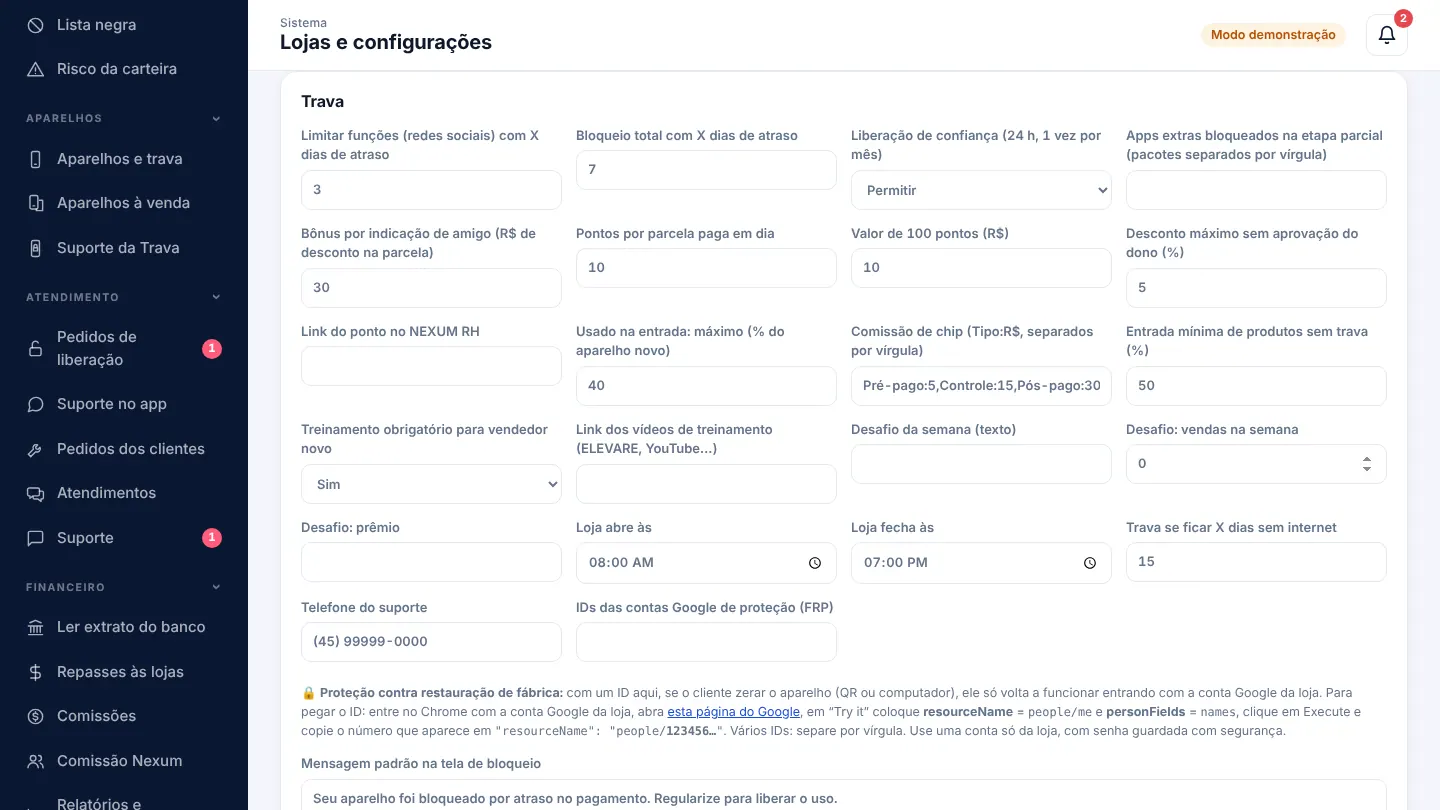 Lista negra
Risco da carteira
APARELHOS
Aparelhos e trava
Aparelhos à venda
Suporte da Trava
ATENDIMENTO
Pedidos de
liberação
1
Suporte no app
Pedidos dos clientes
Atendimentos
Suporte
1
FINANCEIRO
Ler extrato do banco
Repasses às lojas
Comissões
Comissão Nexum
Relatórios e
Sistema
Lojas e configurações
Modo demonstração
2
Trava
Limitar funções (redes sociais) com X
dias de atraso
3
Bloqueio total com X dias de atraso
7
Liberação de confiança (24 h, 1 vez por
mês)
Permitir
Apps extras bloqueados na etapa parcial
(pacotes separados por vírgula)
Bônus por indicação de amigo (R$ de
desconto na parcela)
30
Pontos por parcela paga em dia
10
Valor de 100 pontos (R$)
10
Desconto máximo sem aprovação do
dono (%)
5
Link do ponto no NEXUM RH
Usado na entrada: máximo (% do
aparelho novo)
40
Comissão de chip (Tipo:R$, separados
por vírgula)
Pré-pago:5,Controle:15,Pós-pago:30
Entrada mínima de produtos sem trava
(%)
50
Treinamento obrigatório para vendedor
novo
Sim
Link dos vídeos de treinamento
(ELEVARE, YouTube...)
Desafio da semana (texto)
Desafio: vendas na semana
0
Desafio: prêmio
Loja abre às
08:00 AM
Loja fecha às
07:00 PM
Trava se ficar X dias sem internet
15
Telefone do suporte
(45) 99999-0000
IDs das contas Google de proteção (FRP)
🔒 Proteção contra restauração de fábrica: com um ID aqui, se o cliente zerar o aparelho (QR ou computador), ele só volta a funcionar entrando com a conta Google da loja. Para
pegar o ID: entre no Chrome com a conta Google da loja, abra esta página do Google, em “Try it” coloque resourceName = people/me e personFields = names, clique em Execute e
copie o número que aparece em "resourceName": "people/123456…". Vários IDs: separe por vírgula. Use uma conta só da loja, com senha guardada com segurança.
Mensagem padrão na tela de bloqueio
Seu aparelho foi bloqueado por atraso no pagamento. Regularize para liberar o uso.